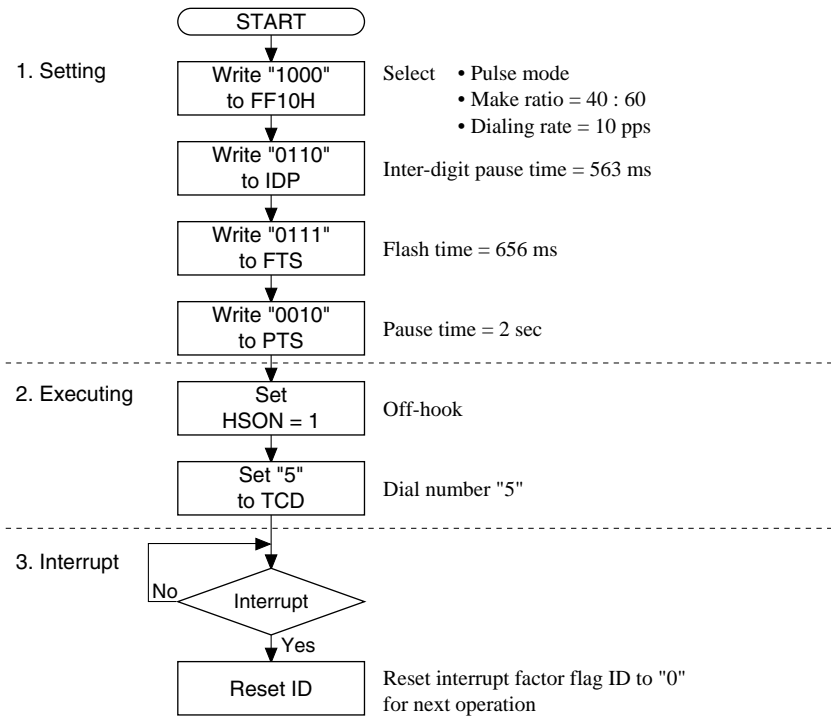 START
1. Setting
Write "1000"
to FF10H
Select • Pulse mode
• Make ratio = 40 : 60
• Dialing rate = 10 pps
Write "0110"
to IDP
Inter-digit pause time = 563 ms
Write "0111"
to FTS
Flash time = 656 ms
Write "0010"
to PTS
Pause time = 2 sec
2. Executing
Set
HSON = 1
Off-hook
Set "5"
to TCD
Dial number "5"
3. Interrupt
No
Interrupt
Yes
Reset ID
Reset interrupt factor flag ID to "0"
for next operation